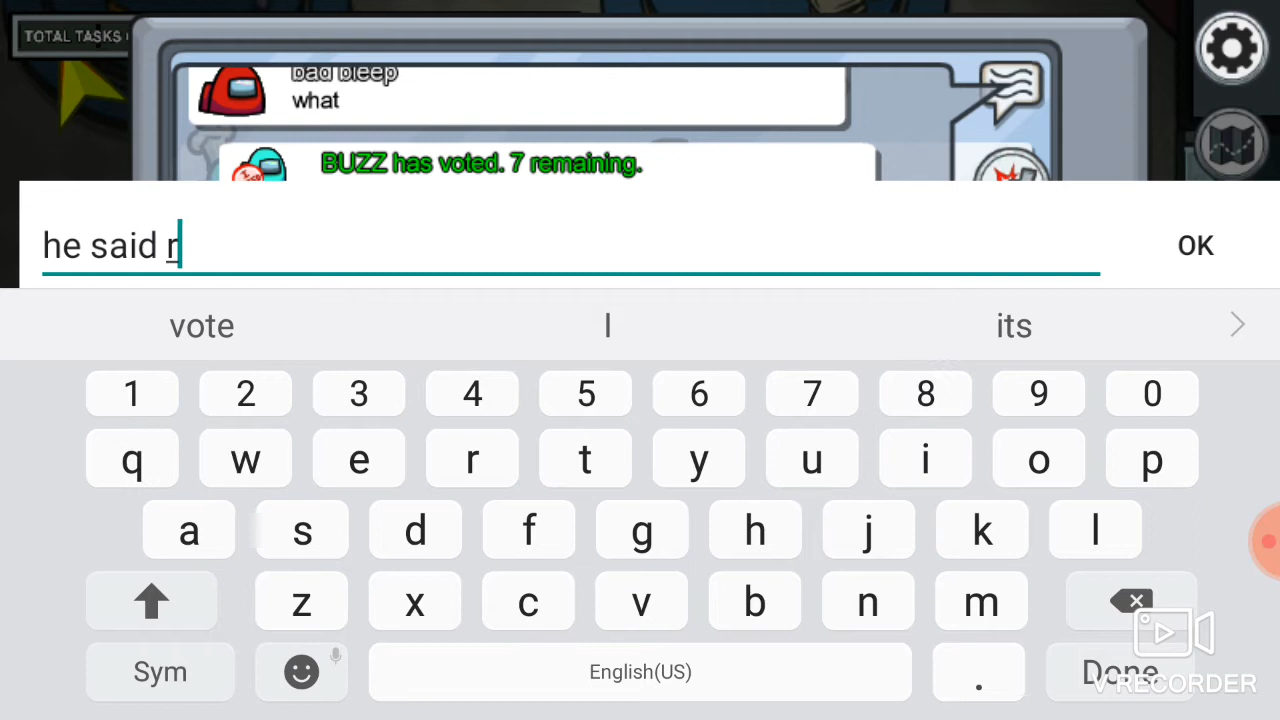 TOTAL TASKS
bad bleep
what
BUZZ has voted. 7 remaining.
he said r
OK
vote
I
its
1 2 3 4 5 6 7 8 9 0
q w e r t y u i o p
a s d f g h j k l
z x c v b n m
Sym
English(US)
.
Done
V RECORDER